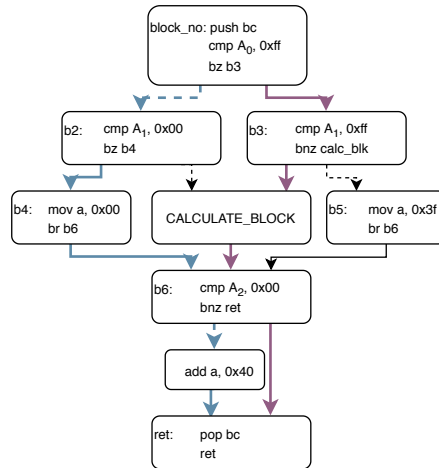 block_no: push bc
cmp A0, 0xff
bz b3
b2: cmp A1, 0x00
bz b4
b3: cmp A1, 0xff
bnz calc_blk
b4: mov a, 0x00
br b6
CALCULATE_BLOCK
b5: mov a, 0x3f
br b6
b6: cmp A2, 0x00
bnz ret
add a, 0x40
ret: pop bc
ret